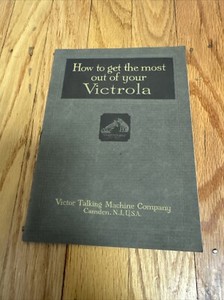 How to get the most
out of your
Victrola
Victor Talking Machine Company
Camden, N.J., U.S.A.